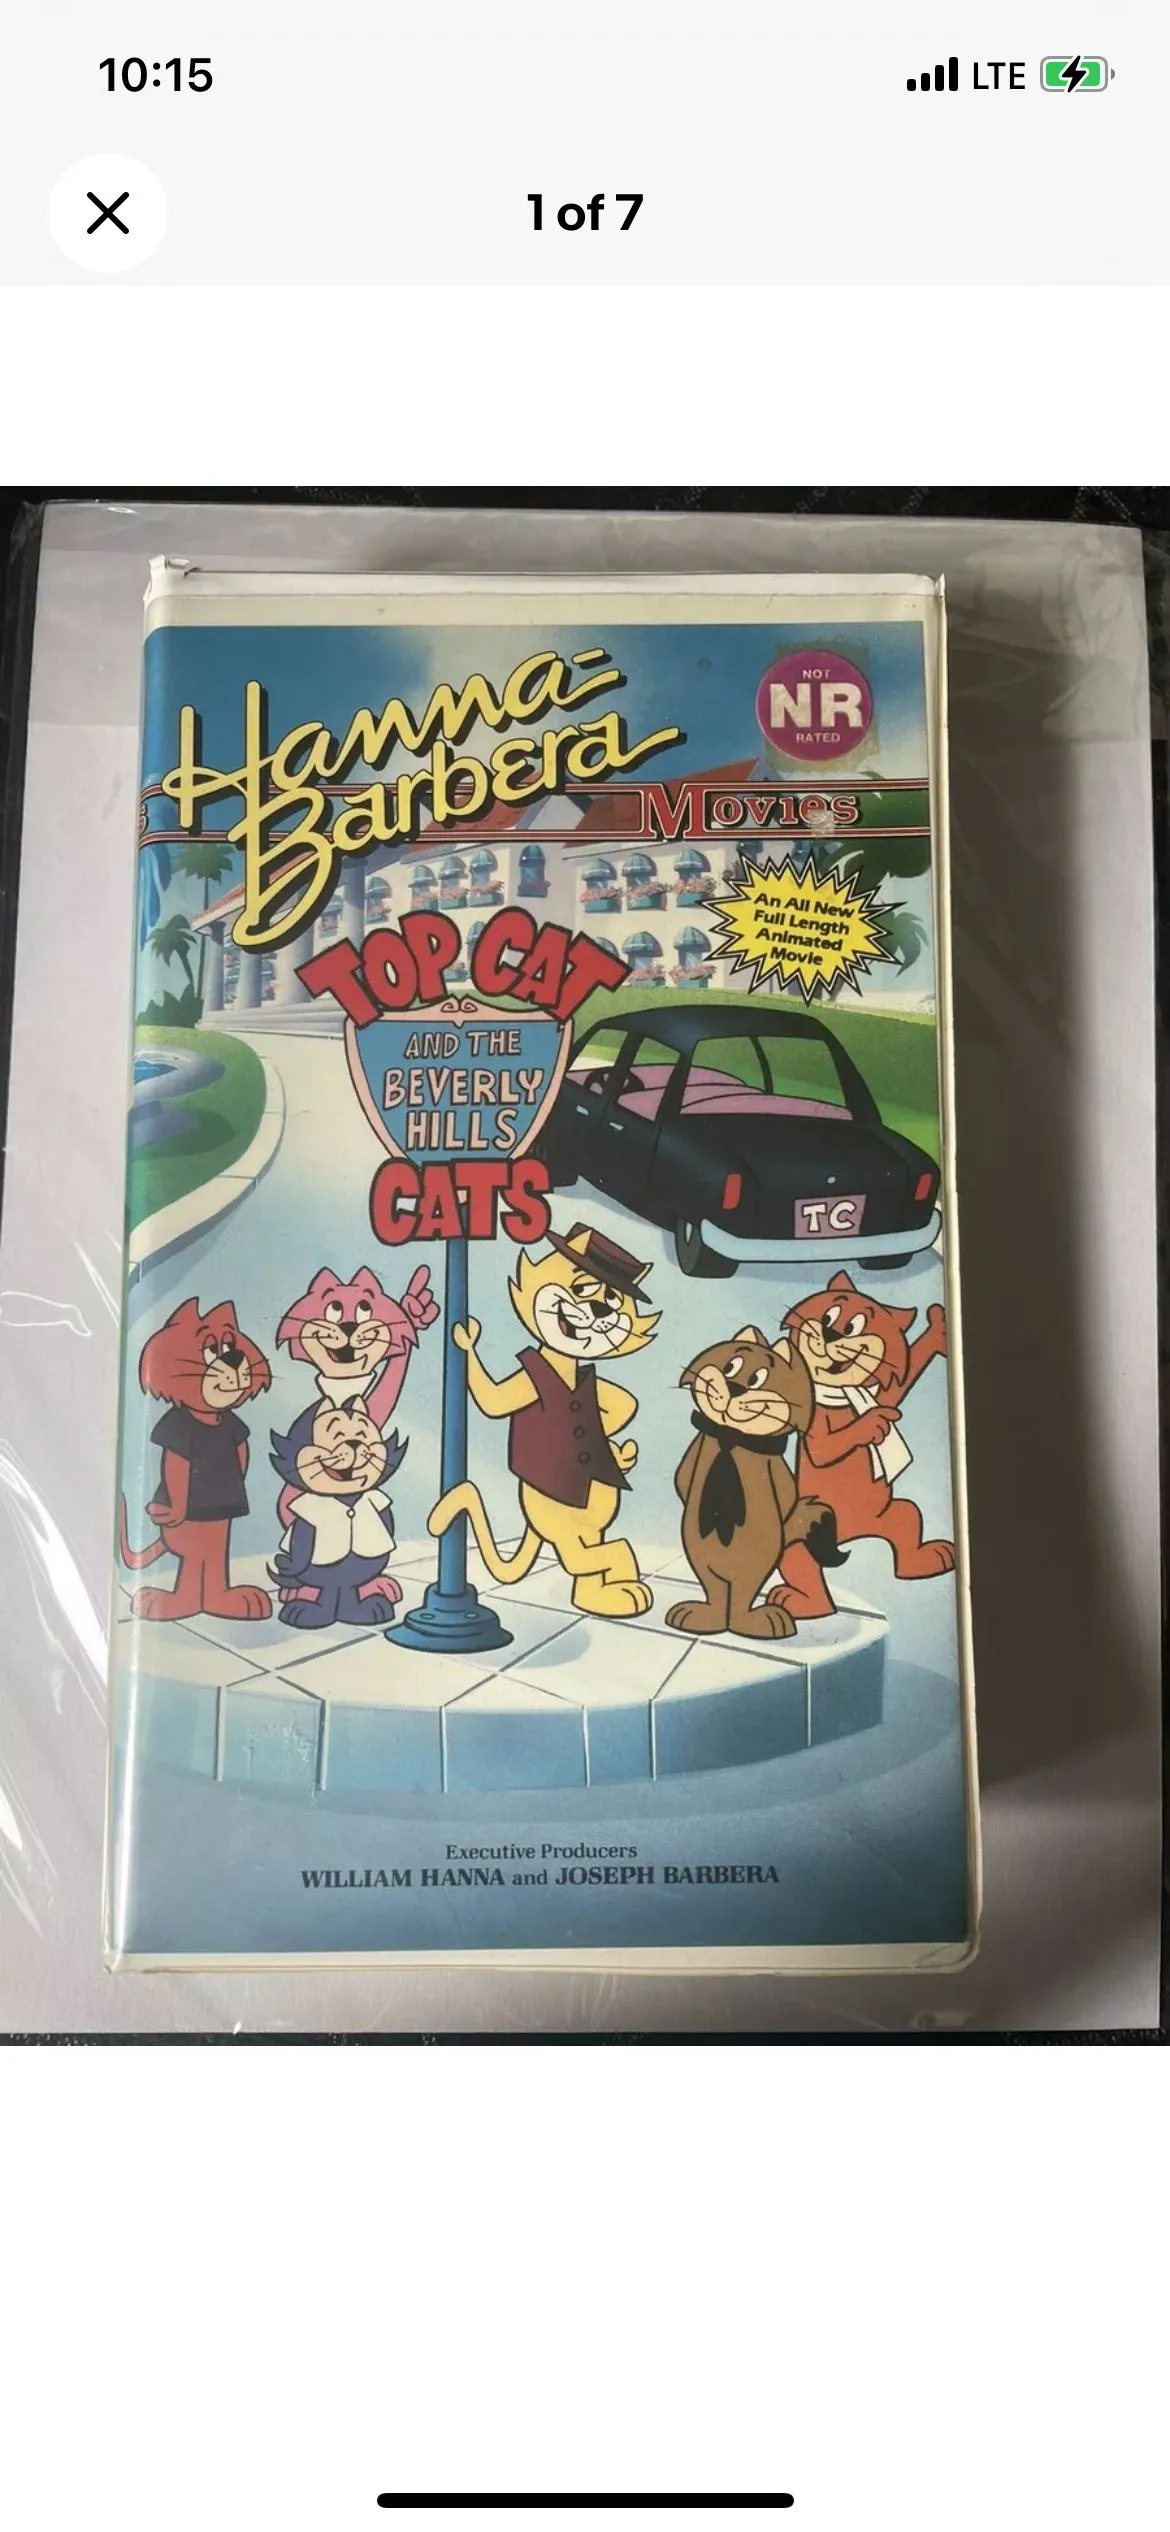 10:15
LTE
1 of 7
Hanna-
Barbera
NOT
NR
RATED
Movies
An All New
Full Length
Animated
Movie
TOP CAT
AND THE
BEVERLY
HILLS
CATS
TC
Executive Producers
WILLIAM HANNA and JOSEPH BARBERA